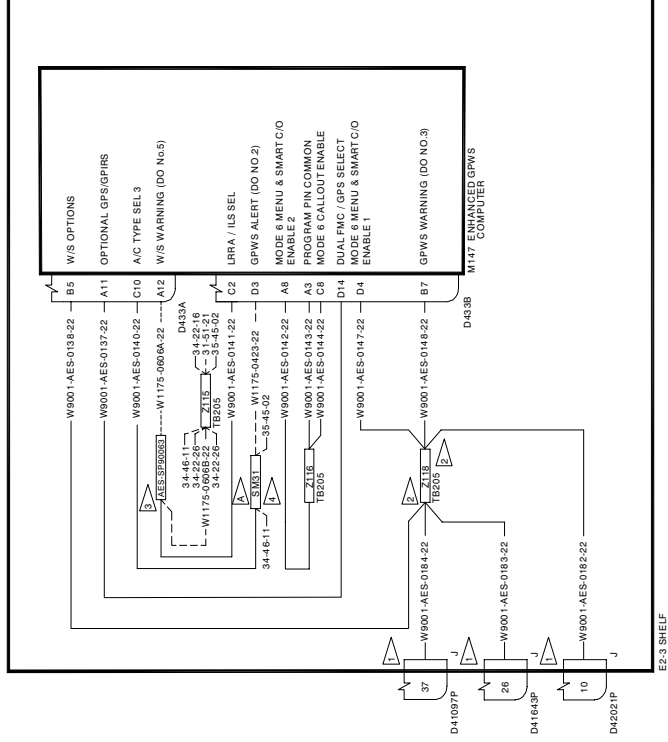 B5 W/S OPTIONS
A11 OPTIONAL GPS/GPIRS
C10 A/C TYPE SEL 3
A12 W/S WARNING (DO No.5)
D433A
C2 LRRA / ILS SEL
D3 GPWS ALERT (DO NO.2)
A8 MODE 6 MENU & SMART C/O
ENABLE 2
A3 PROGRAM PIN COMMON
C8 MODE 6 CALLOUT ENABLE
D14 DUAL FMC / GPS SELECT
D4 MODE 6 MENU & SMART C/O
ENABLE 1
B7 GPWS WARNING (DO NO.3)
D433B
M147 ENHANCED GPWS
COMPUTER
W9001-AES-0138-22
W9001-AES-0137-22
W9001-AES-0140-22
W1175-0606A-22
AES-SP90063
3
34-22-16
31-51-21
35-45-02
Z115
TB205
34-46-11
34-22-26
34-22-26
W1175-0606B-22
W9001-AES-0141-22
W1175-0423-22
35-45-02
A
SM31
4
34-46-11
W9001-AES-0142-22
W9001-AES-0143-22
W9001-AES-0144-22
Z116
TB205
W9001-AES-0147-22
W9001-AES-0148-22
2
Z118
TB205
2
W9001-AES-0184-22
W9001-AES-0183-22
W9001-AES-0182-22
1
J
37
D41097P
1
J
26
D41643P
1
J
10
D42021P
E2-3 SHELF